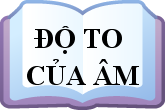 ĐỘ TO
CỦA ÂM